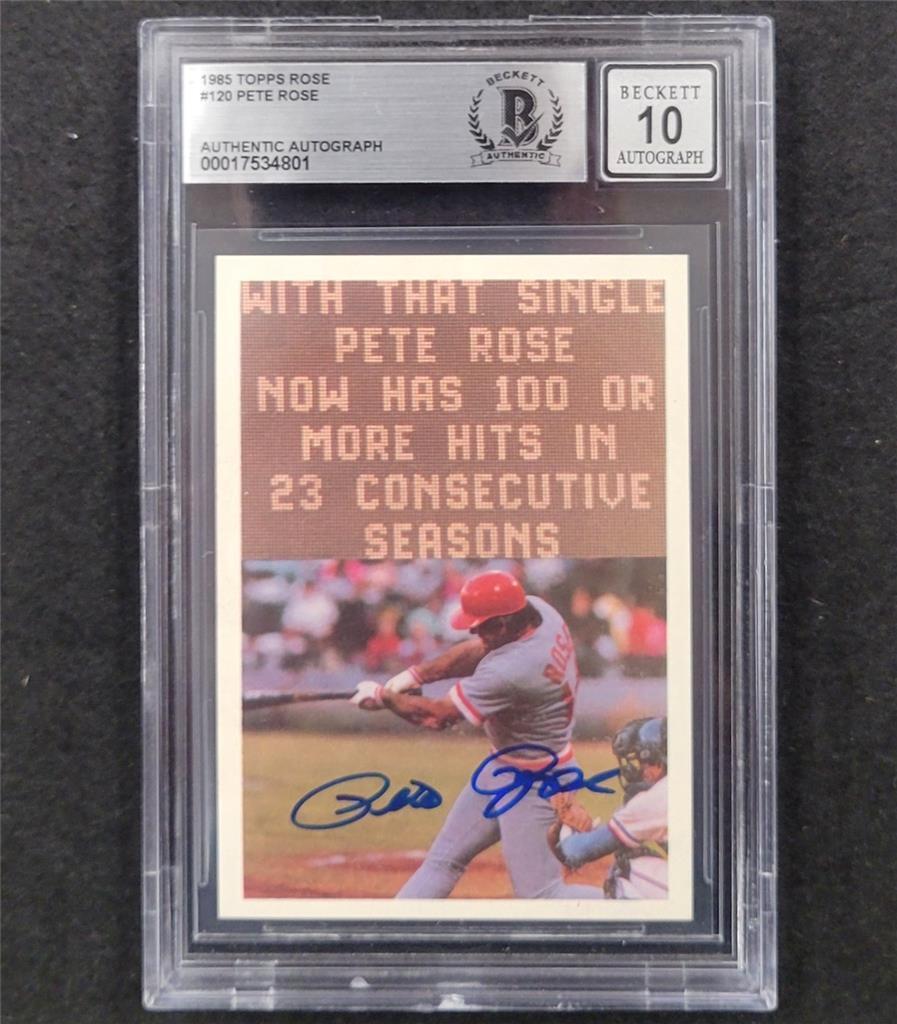 1985 TOPPS ROSE
#120 PETE ROSE
AUTHENTIC AUTOGRAPH
00017534801
BECKETT
B
AUTHENTIC
BECKETT
10
AUTOGRAPH
WITH THAT SINGLE
PETE ROSE
NOW HAS 100 OR
MORE HITS IN
23 CONSECUTIVE
SEASONS
ROSE
Pete Rose